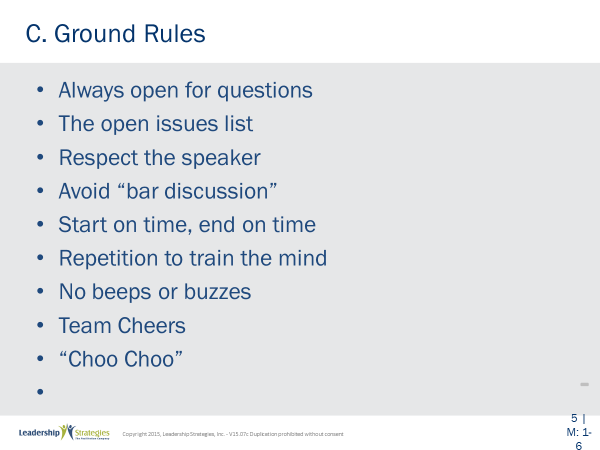 C. Ground Rules
• Always open for questions
• The open issues list
• Respect the speaker
• Avoid “bar discussion”
• Start on time, end on time
• Repetition to train the mind
• No beeps or buzzes
• Team Cheers
• “Choo Choo”
•
Leadership Strategies
The Facilitation Company
Copyright 2015, Leadership Strategies, Inc. - V15.07c Duplication prohibited without consent
5 |
M: 1-
6